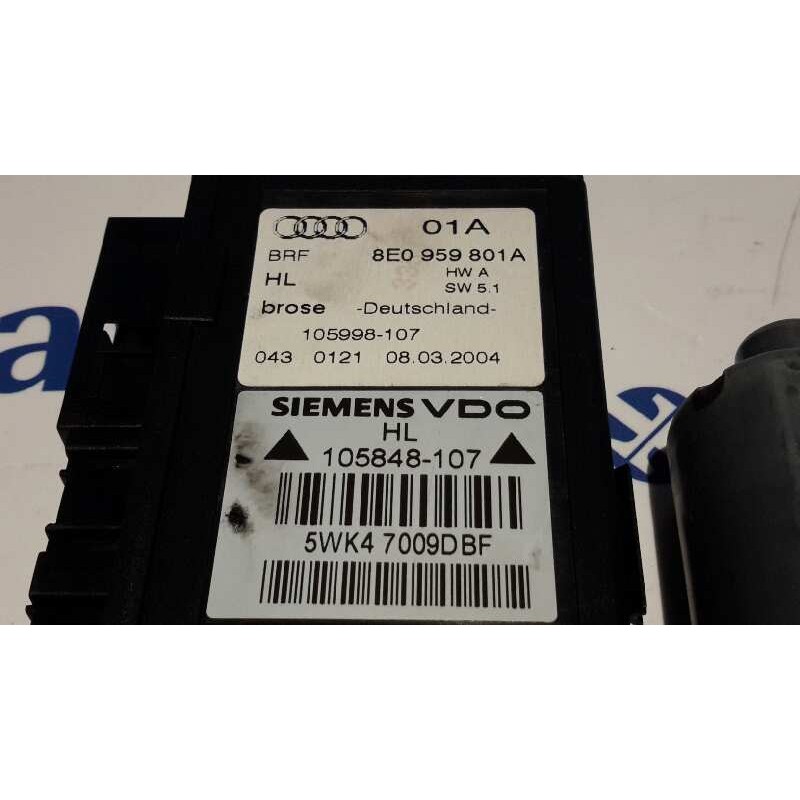 01A
BRF 8E0 959 801A
HL HW A
SW 5.1
brose -Deutschland-
105998-107
043 0121 08.03.2004
SIEMENS VDO
HL
105848-107
5WK4 7009DBF